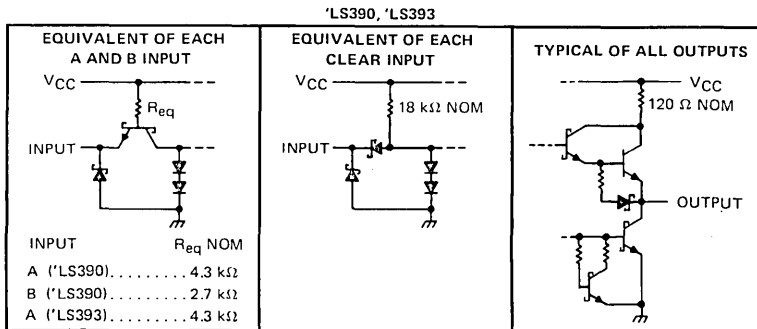 'LS390, 'LS393
EQUIVALENT OF EACH
A AND B INPUT
VCC
Req
INPUT
INPUT Req NOM
A ('LS390)......... 4.3 kΩ
B ('LS390)......... 2.7 kΩ
A ('LS393)......... 4.3 kΩ
EQUIVALENT OF EACH
CLEAR INPUT
VCC
18 kΩ NOM
INPUT
TYPICAL OF ALL OUTPUTS
VCC
120 Ω NOM
OUTPUT